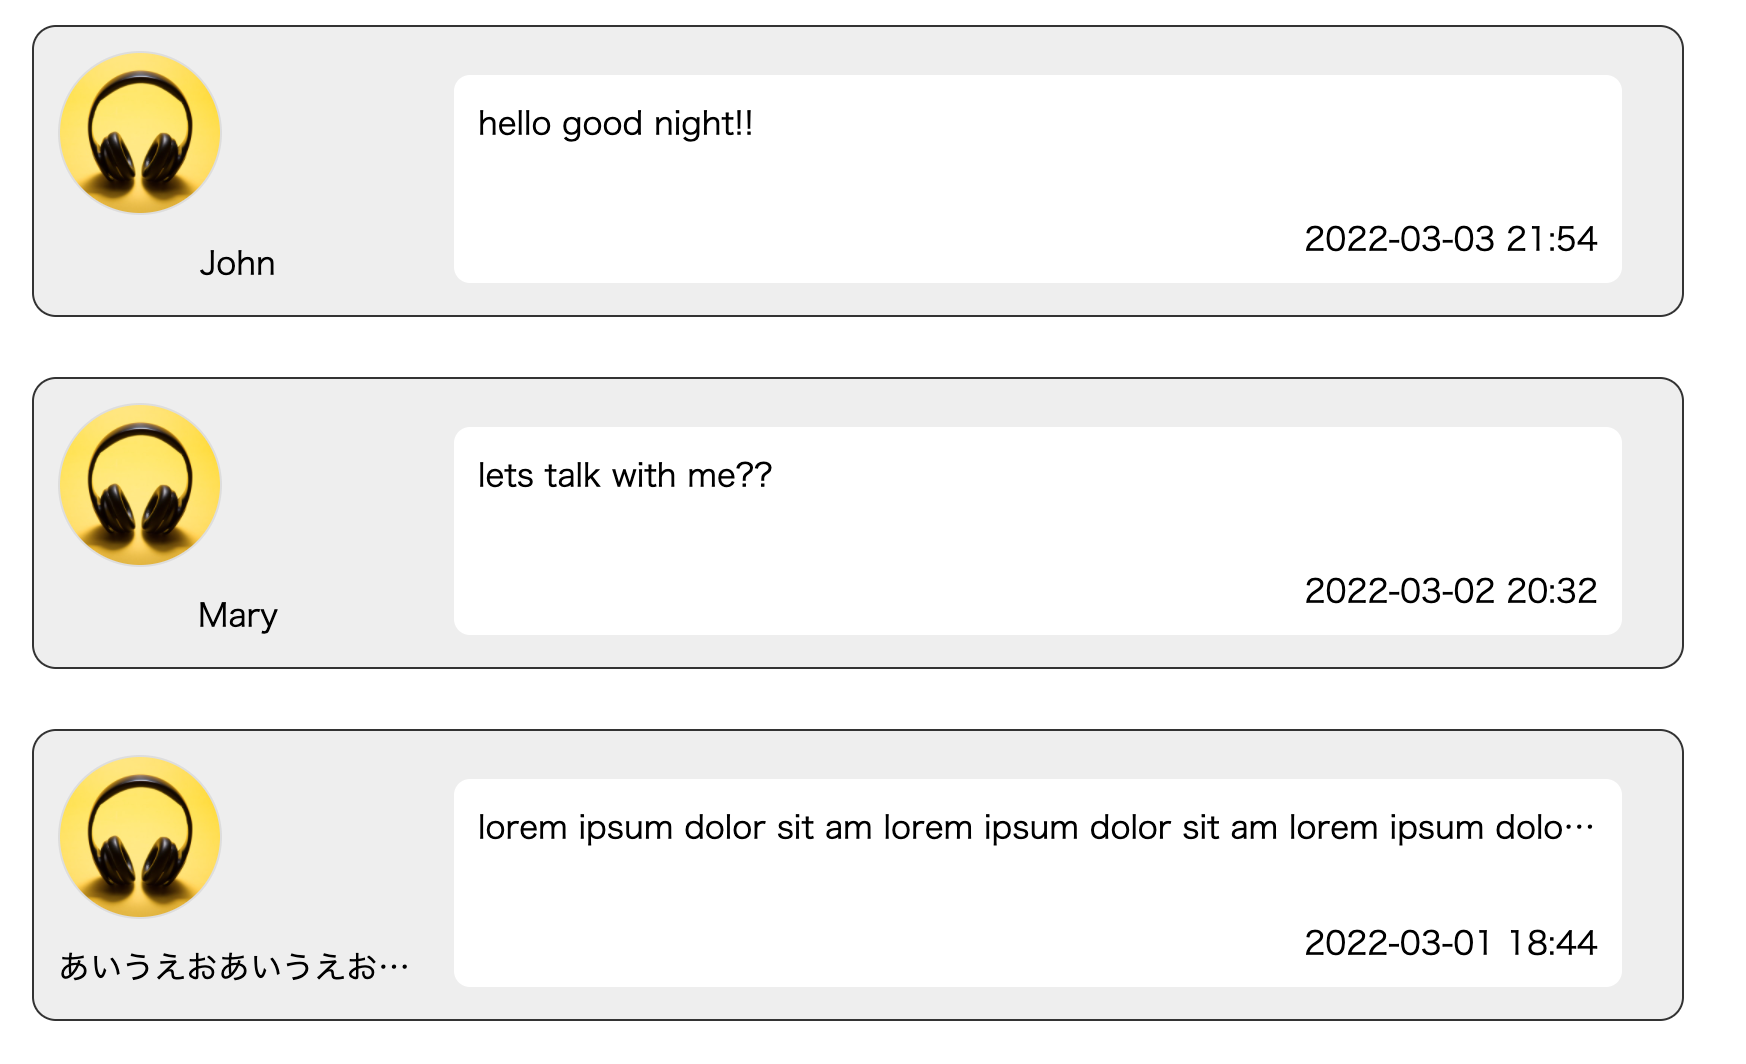 hello good night!!
2022-03-03 21:54
John
lets talk with me??
2022-03-02 20:32
Mary
lorem ipsum dolor sit am lorem ipsum dolor sit am lorem ipsum dolo…
2022-03-01 18:44
あいうえおあいうえお…